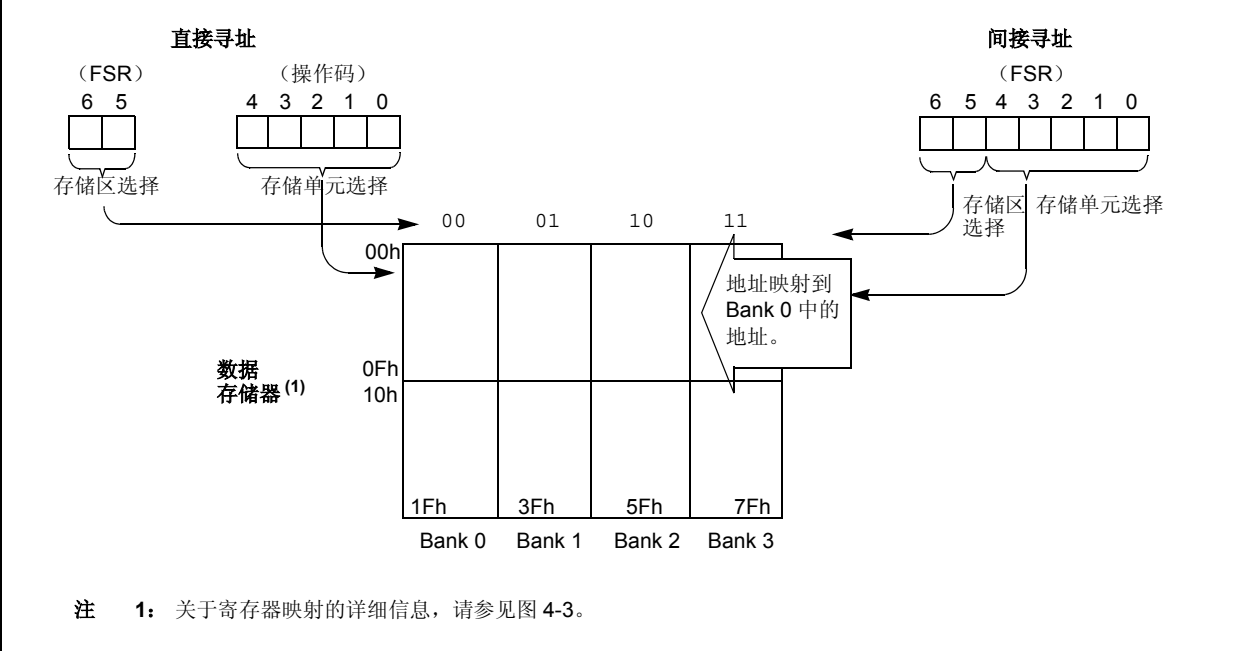 直接寻址
间接寻址
（FSR）
（操作码）
（FSR）
6 5
4 3 2 1 0
6 5 4 3 2 1 0
存储区选择
存储单元选择
存储区
选择
存储单元选择
00 01 10 11
00h
地址映射到
Bank 0 中的
地址。
数据
存储器 (1)
0Fh
10h
1Fh 3Fh 5Fh 7Fh
Bank 0 Bank 1 Bank 2 Bank 3
注 1： 关于寄存器映射的详细信息，请参见图 4-3。